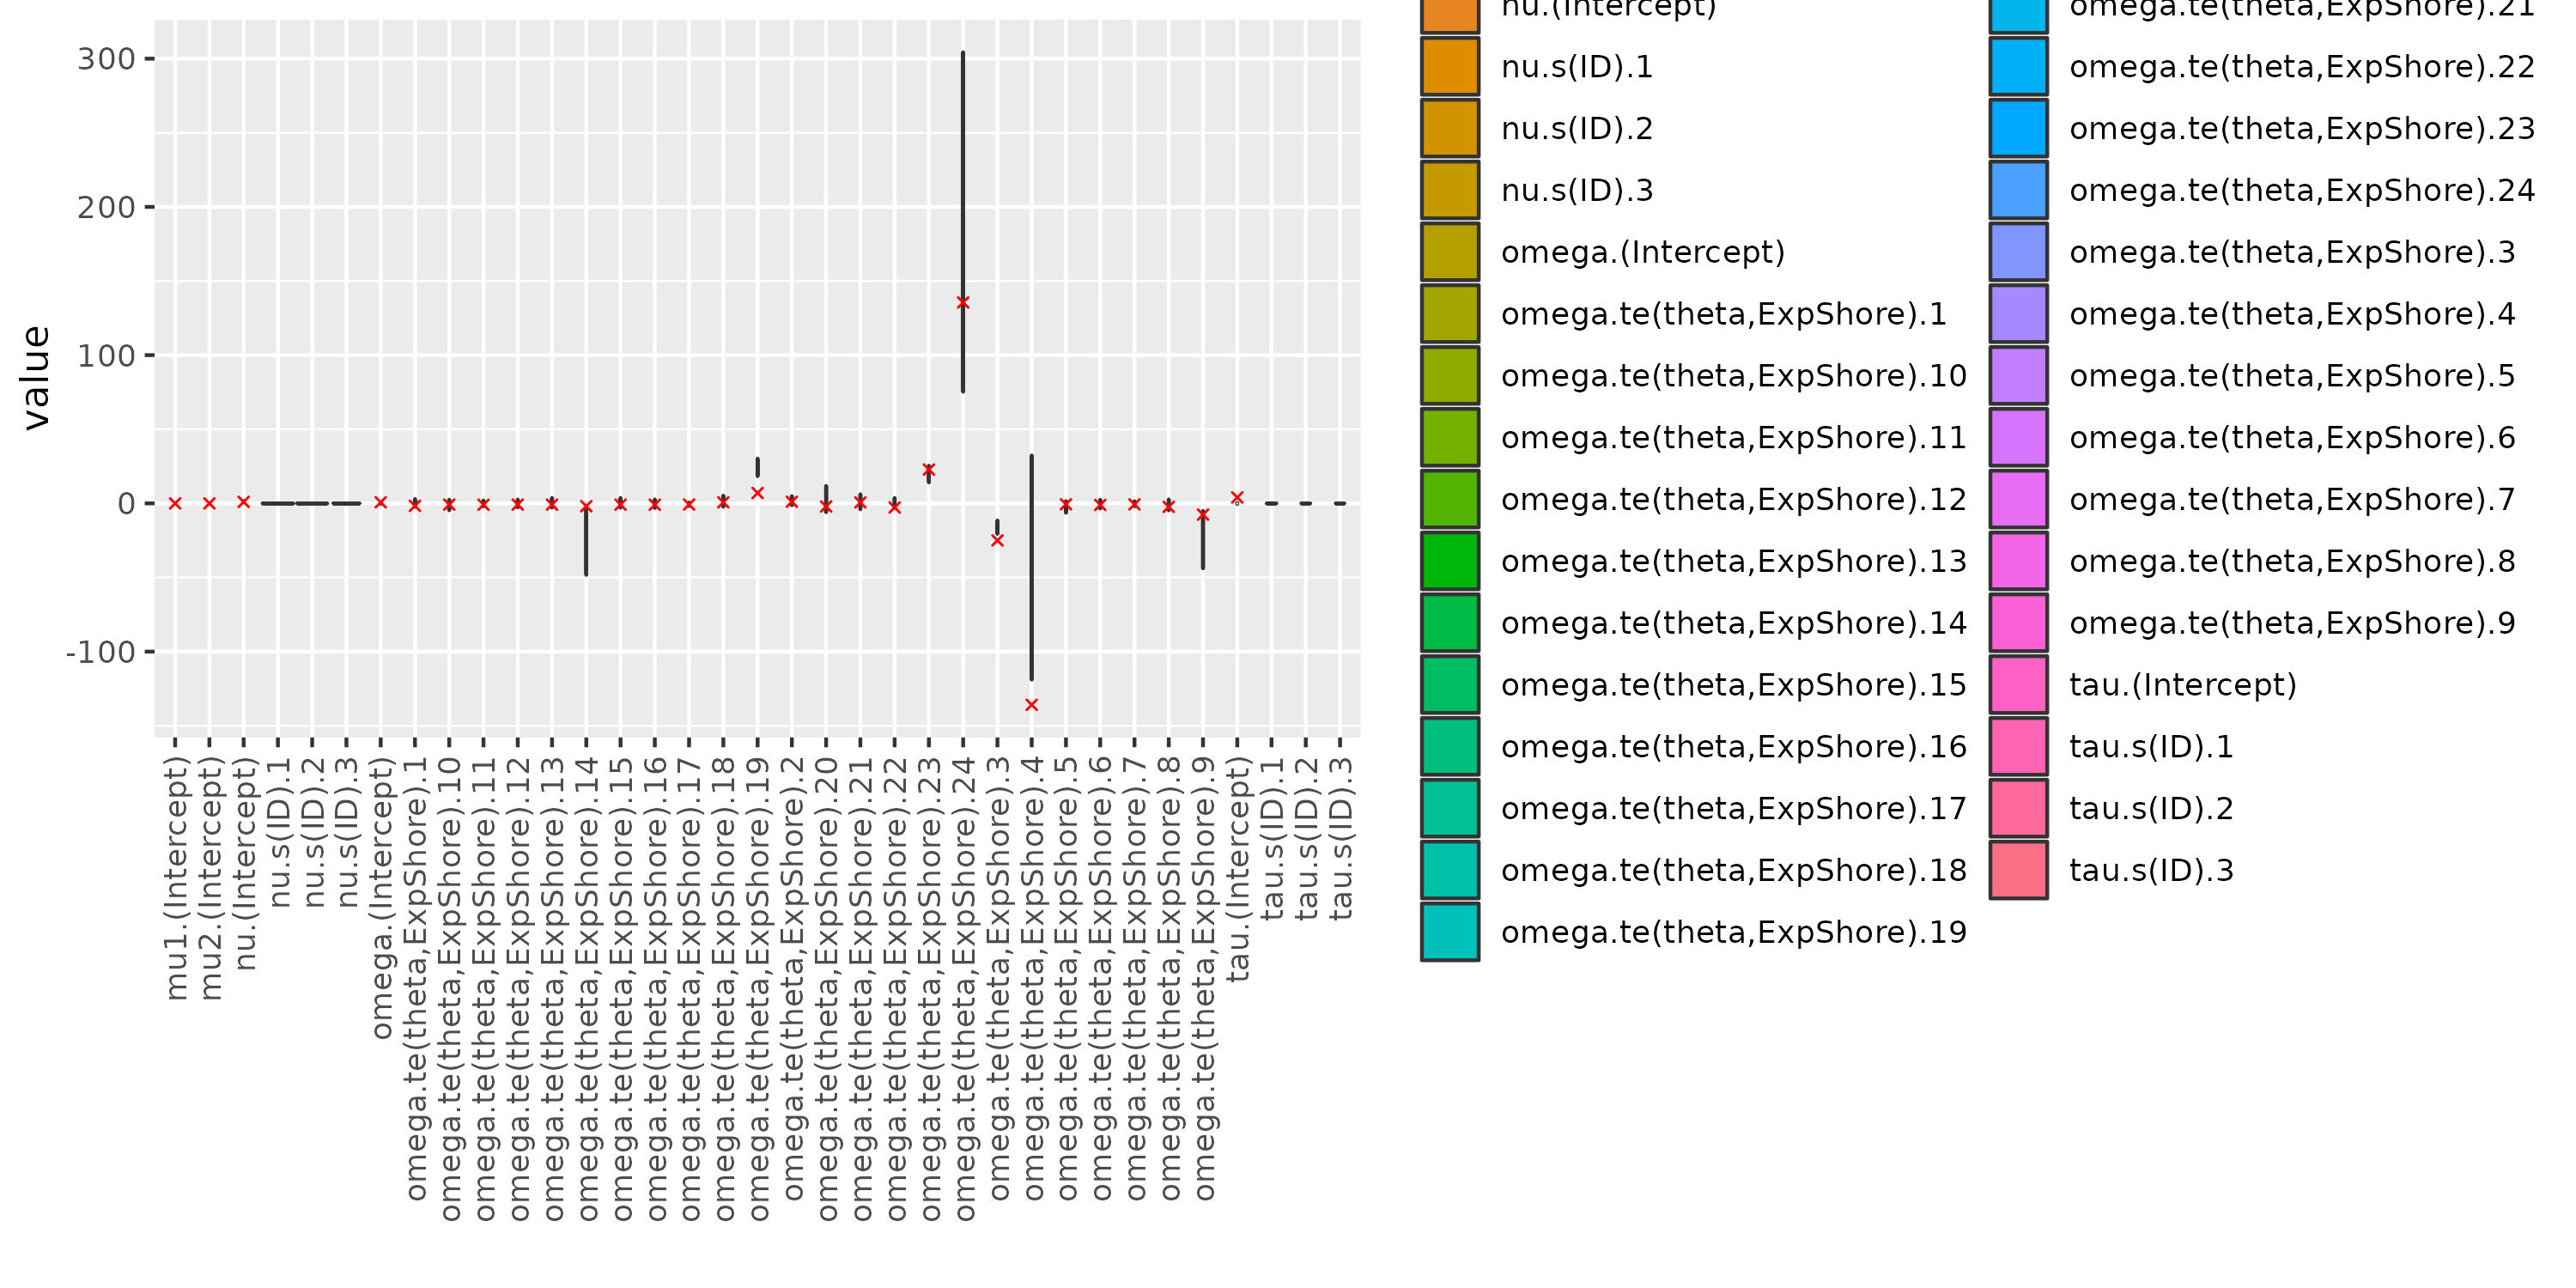 300
200
100
0
-100
value
mu1.(Intercept)
mu2.(Intercept)
nu.(Intercept)
nu.s(ID).1
nu.s(ID).2
nu.s(ID).3
omega.(Intercept)
omega.te(theta,ExpShore).1
omega.te(theta,ExpShore).10
omega.te(theta,ExpShore).11
omega.te(theta,ExpShore).12
omega.te(theta,ExpShore).13
omega.te(theta,ExpShore).14
omega.te(theta,ExpShore).15
omega.te(theta,ExpShore).16
omega.te(theta,ExpShore).17
omega.te(theta,ExpShore).18
omega.te(theta,ExpShore).19
omega.te(theta,ExpShore).2
omega.te(theta,ExpShore).20
omega.te(theta,ExpShore).21
omega.te(theta,ExpShore).22
omega.te(theta,ExpShore).23
omega.te(theta,ExpShore).24
omega.te(theta,ExpShore).3
omega.te(theta,ExpShore).4
omega.te(theta,ExpShore).5
omega.te(theta,ExpShore).6
omega.te(theta,ExpShore).7
omega.te(theta,ExpShore).8
omega.te(theta,ExpShore).9
tau.(Intercept)
tau.s(ID).1
tau.s(ID).2
tau.s(ID).3
nu.(Intercept)
nu.s(ID).1
nu.s(ID).2
nu.s(ID).3
omega.(Intercept)
omega.te(theta,ExpShore).1
omega.te(theta,ExpShore).10
omega.te(theta,ExpShore).11
omega.te(theta,ExpShore).12
omega.te(theta,ExpShore).13
omega.te(theta,ExpShore).14
omega.te(theta,ExpShore).15
omega.te(theta,ExpShore).16
omega.te(theta,ExpShore).17
omega.te(theta,ExpShore).18
omega.te(theta,ExpShore).19
omega.te(theta,ExpShore).21
omega.te(theta,ExpShore).22
omega.te(theta,ExpShore).23
omega.te(theta,ExpShore).24
omega.te(theta,ExpShore).3
omega.te(theta,ExpShore).4
omega.te(theta,ExpShore).5
omega.te(theta,ExpShore).6
omega.te(theta,ExpShore).7
omega.te(theta,ExpShore).8
omega.te(theta,ExpShore).9
tau.(Intercept)
tau.s(ID).1
tau.s(ID).2
tau.s(ID).3